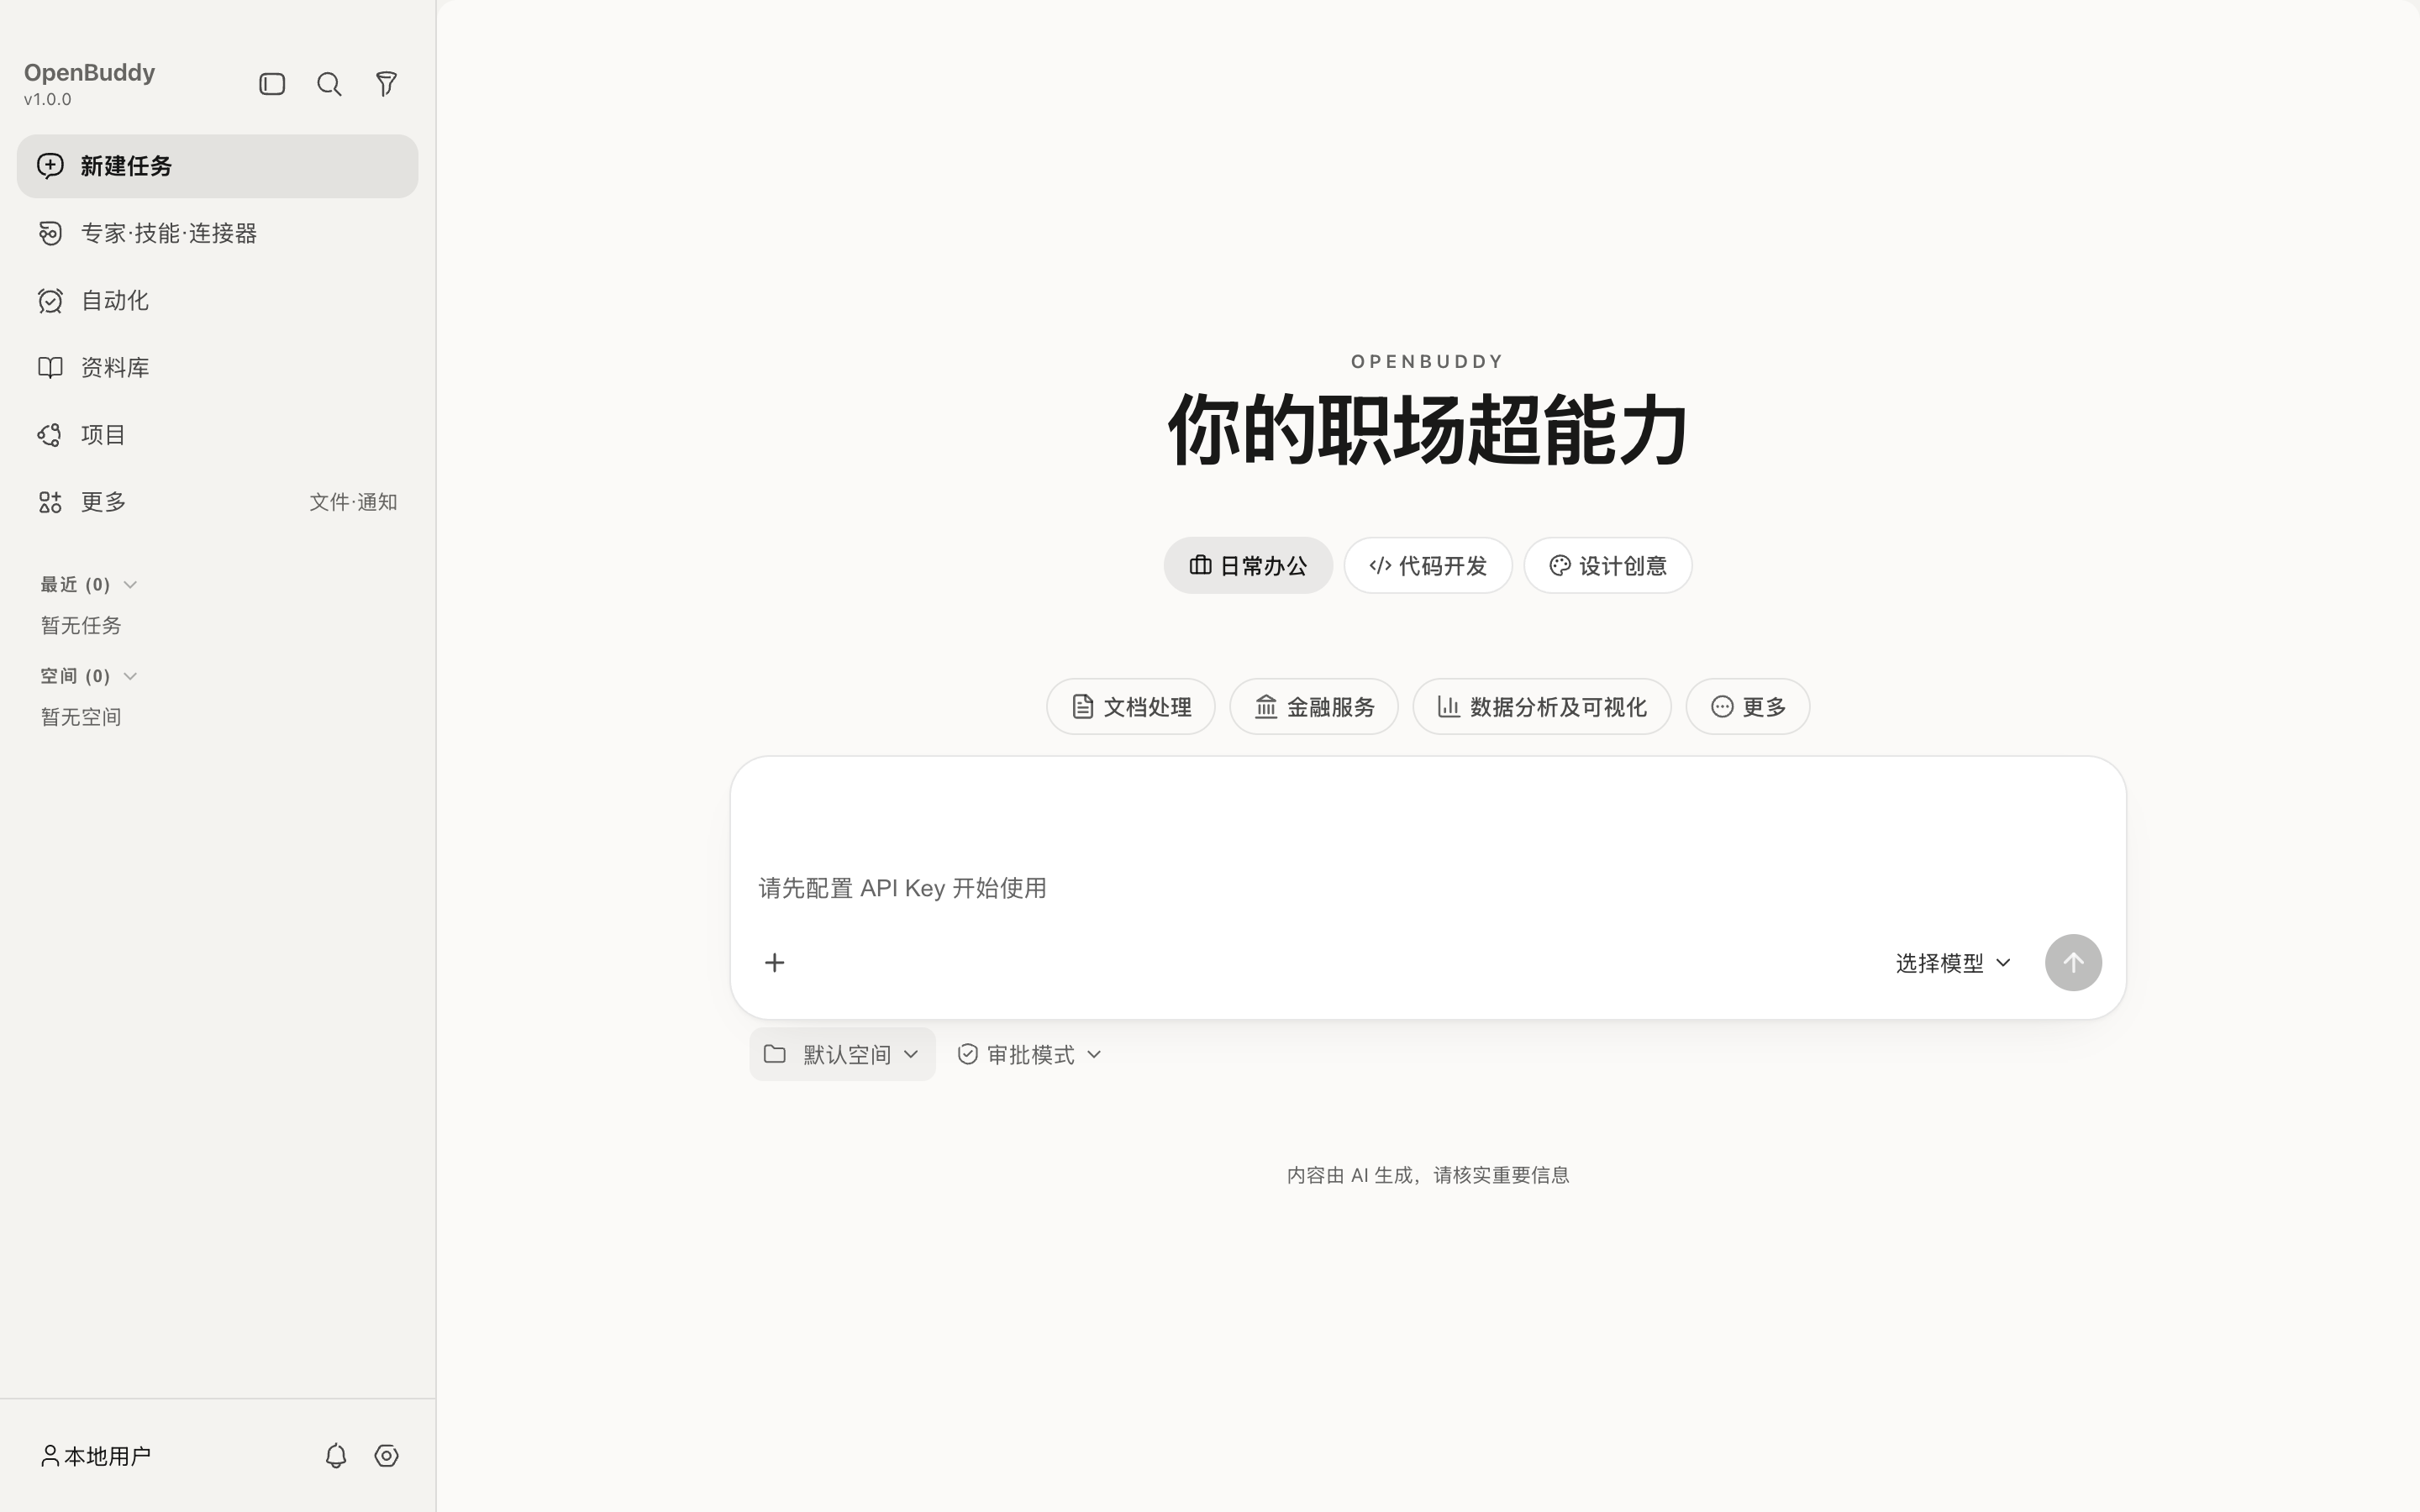 OpenBuddy
v1.0.0
新建任务
专家·技能·连接器
自动化
资料库
项目
更多 文件·通知
最近 (0)
暂无任务
空间 (0)
暂无空间
本地用户
OPENBUDDY
你的职场超能力
日常办公 代码开发 设计创意
文档处理 金融服务 数据分析及可视化 更多
请先配置 API Key 开始使用
选择模型
默认空间 审批模式
内容由 AI 生成，请核实重要信息